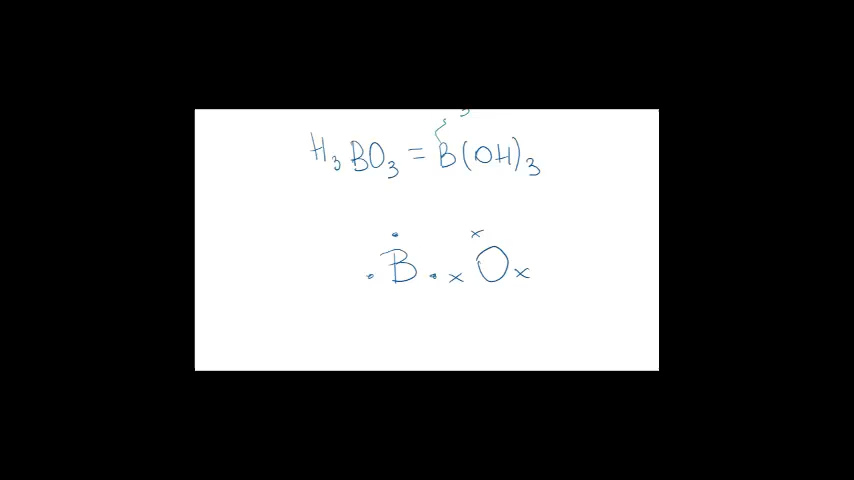 H₃BO₃ = B(OH)₃
· B · x O x